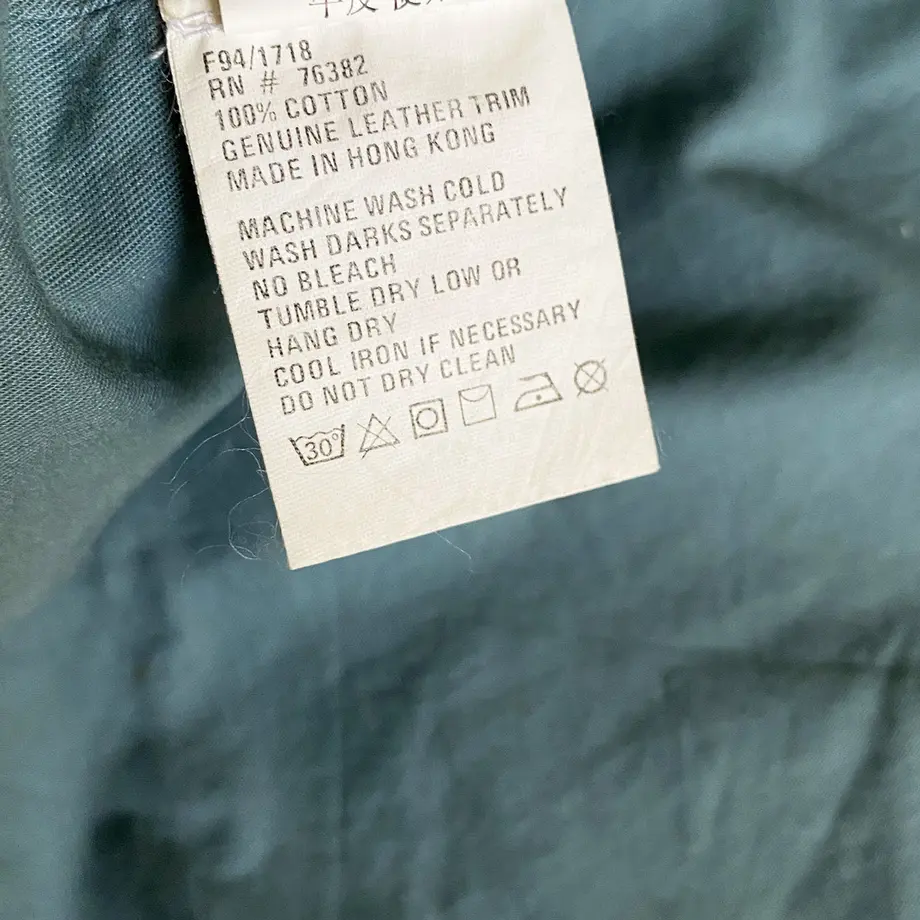 F94/1718
RN # 76382
100% COTTON
GENUINE LEATHER TRIM
MADE IN HONG KONG
MACHINE WASH COLD
WASH DARKS SEPARATELY
NO BLEACH
TUMBLE DRY LOW OR
HANG DRY
COOL IRON IF NECESSARY
DO NOT DRY CLEAN
30°